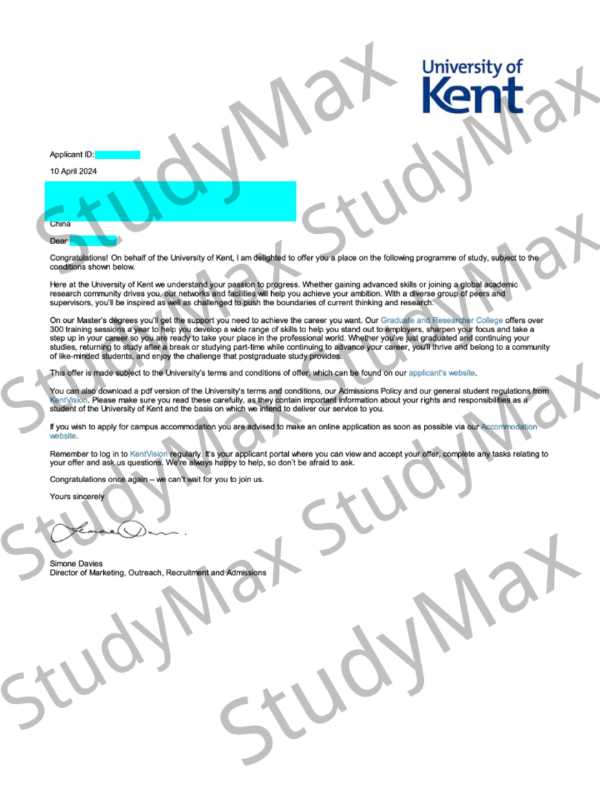 University of
Kent
Applicant ID:
10 April 2024
China
Dear
Congratulations! On behalf of the University of Kent, I am delighted to offer you a place on the following programme of study, subject to the
conditions shown below.
Here at the University of Kent we understand your passion to progress. Whether gaining advanced skills or joining a global academic
research community drives you, our networks and facilities will help you achieve your ambition. With a diverse group of peers and
supervisors, you'll be inspired as well as challenged to push the boundaries of current thinking and research.
On our Master's degrees you'll get the support you need to achieve the career you want. Our Graduate and Researcher College offers over
300 training sessions a year to help you develop a wide range of skills to help you stand out to employers, sharpen your focus and take a
step up in your career so you are ready to take your place in the professional world. Whether you've just graduated and continuing your
studies, returning to study after a break or studying part-time while continuing to advance your career, you'll thrive and belong to a community
of like-minded students, and enjoy the challenge that postgraduate study provides.
This offer is made subject to the University's terms and conditions of offer, which can be found on our applicant's website.
You can also download a pdf version of the University's terms and conditions, our Admissions Policy and our general student regulations from
KentVision. Please make sure you read these carefully, as they contain important information about your rights and responsibilities as a
student of the University of Kent and the basis on which we intend to deliver our service to you.
If you wish to apply for campus accommodation you are advised to make an online application as soon as possible via our Accommodation
website.
Remember to log in to KentVision regularly. It's your applicant portal where you can view and accept your offer, complete any tasks relating to
your offer and ask us questions. We're always happy to help, so don't be afraid to ask.
Congratulations once again – we can't wait for you to join us.
Yours sincerely
Simone Davies
Director of Marketing, Outreach, Recruitment and Admissions
StudyMax
StudyMax
StudyMax
StudyMax
StudyMax
StudyMax
StudyMax
StudyMax